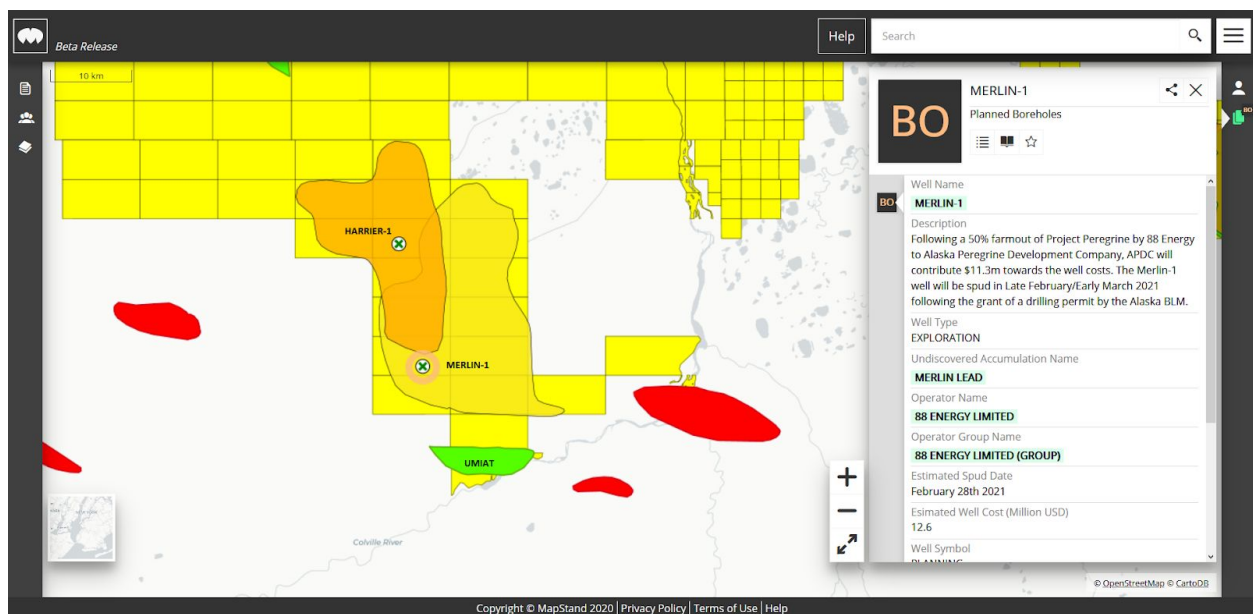 Beta Release
Help
Search
10 km
HARRIER-1
MERLIN-1
UMIAT
Colville River
BO
MERLIN-1
Planned Boreholes
BO
BO
Well Name
MERLIN-1
Description
Following a 50% farmout of Project Peregrine by 88 Energy
to Alaska Peregrine Development Company, APDC will
contribute $11.3m towards the well costs. The Merlin-1
well will be spud in Late February/Early March 2021
following the grant of a drilling permit by the Alaska BLM.
Well Type
EXPLORATION
Undiscovered Accumulation Name
MERLIN LEAD
Operator Name
88 ENERGY LIMITED
Operator Group Name
88 ENERGY LIMITED (GROUP)
Estimated Spud Date
February 28th 2021
Esimated Well Cost (Million USD)
12.6
Well Symbol
PLANNING
© OpenStreetMap © CartoDB
Copyright © MapStand 2020 | Privacy Policy | Terms of Use | Help